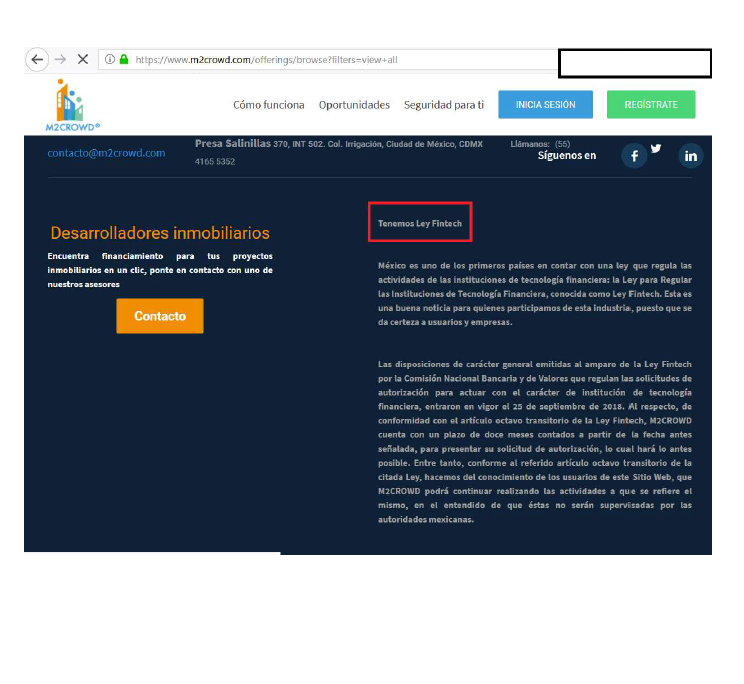 https://www.m2crowd.com/offerings/browse?filters=view+all
M2CROWD®
Cómo funciona Oportunidades Seguridad para ti INICIA SESIÓN REGÍSTRATE
contacto@m2crowd.com
Presa Salinillas 370, INT 502. Col. Irrigación, Ciudad de México, CDMX
4165 5352
Llámanos: (55)
Síguenos en
f in
Desarrolladores inmobiliarios
Encuentra financiamiento para tus proyectos
inmobiliarios en un clic, ponte en contacto con uno de
nuestros asesores
Contacto
Tenemos Ley Fintech
México es uno de los primeros países en contar con una ley que regula las
actividades de las instituciones de tecnología financiera: la Ley para Regular
las Instituciones de Tecnología Financiera, conocida como Ley Fintech. Esta es
una buena noticia para quienes participamos de esta industria, puesto que se
da certeza a usuarios y empresas.
Las disposiciones de carácter general emitidas al amparo de la Ley Fintech
por la Comisión Nacional Bancaria y de Valores que regulan las solicitudes de
autorización para actuar con el carácter de institución de tecnología
financiera, entraron en vigor el 25 de septiembre de 2018. Al respecto, de
conformidad con el artículo octavo transitorio de la Ley Fintech, M2CROWD
cuenta con un plazo de doce meses contados a partir de la fecha antes
señalada, para presentar su solicitud de autorización, lo cual hará lo antes
posible. Entre tanto, conforme al referido artículo octavo transitorio de la
citada Ley, hacemos del conocimiento de los usuarios de este Sitio Web, que
M2CROWD podrá continuar realizando las actividades a que se refiere el
mismo, en el entendido de que éstas no serán supervisadas por las
autoridades mexicanas.